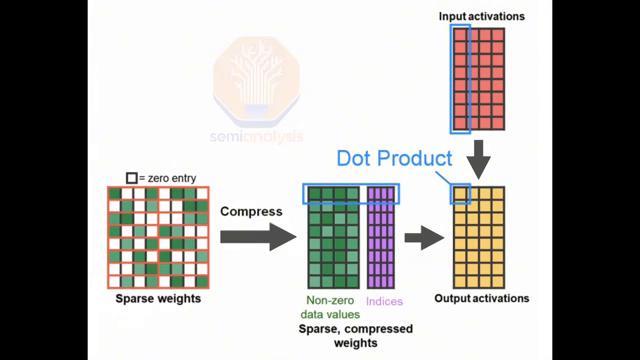 Input activations
semianalysis
Dot Product
= zero entry
Compress
Sparse weights
Non-zero
data values
Indices
Sparse, compressed
weights
Output activations